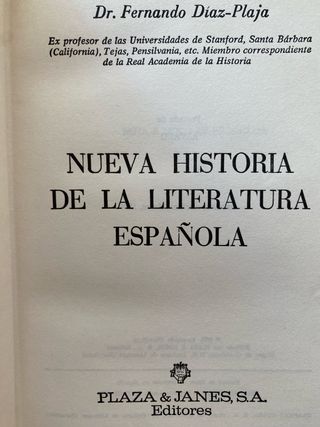 Dr. Fernando Díaz-Plaja
Ex profesor de las Universidades de Stanford, Santa Bárbara
(California), Tejas, Pensilvania, etc. Miembro correspondiente
de la Real Academia de la Historia
NUEVA HISTORIA
DE LA LITERATURA
ESPAÑOLA
PLAZA & JANES, S.A.
Editores